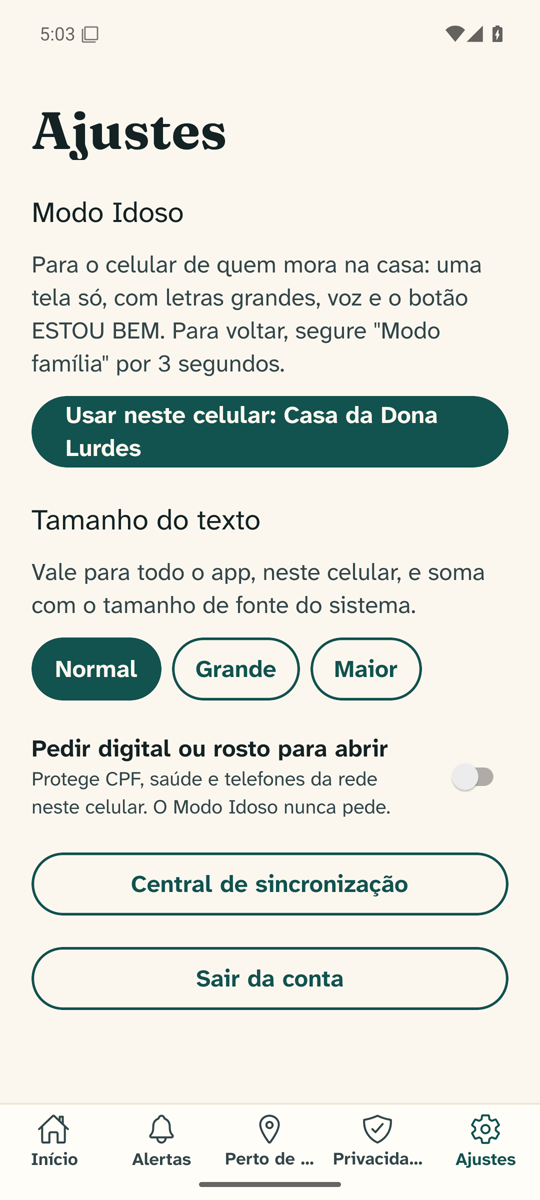 5:03
Ajustes
Modo Idoso
Para o celular de quem mora na casa: uma
tela só, com letras grandes, voz e o botão
ESTOU BEM. Para voltar, segure "Modo
família" por 3 segundos.
Usar neste celular: Casa da Dona
Lurdes
Tamanho do texto
Vale para todo o app, neste celular, e soma
com o tamanho de fonte do sistema.
Normal
Grande
Maior
Pedir digital ou rosto para abrir
Protege CPF, saúde e telefones da rede
neste celular. O Modo Idoso nunca pede.
Central de sincronização
Sair da conta
Início
Alertas
Perto de ...
Privacida...
Ajustes